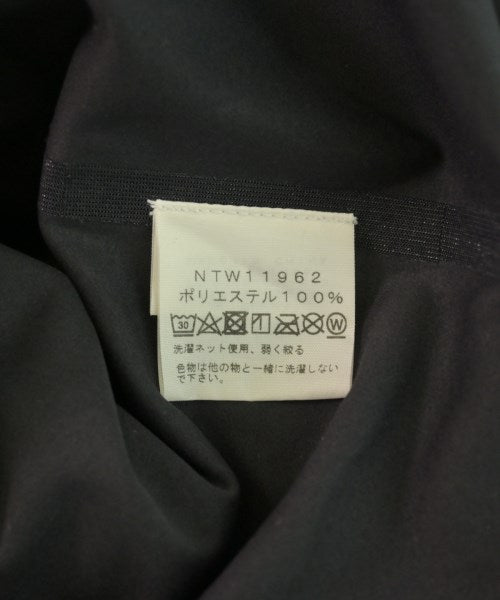 NTW11962
ポリエステル100%
30 W
洗濯ネット使用、弱く絞る
色物は他の物と一緒に洗濯しない
で下さい。